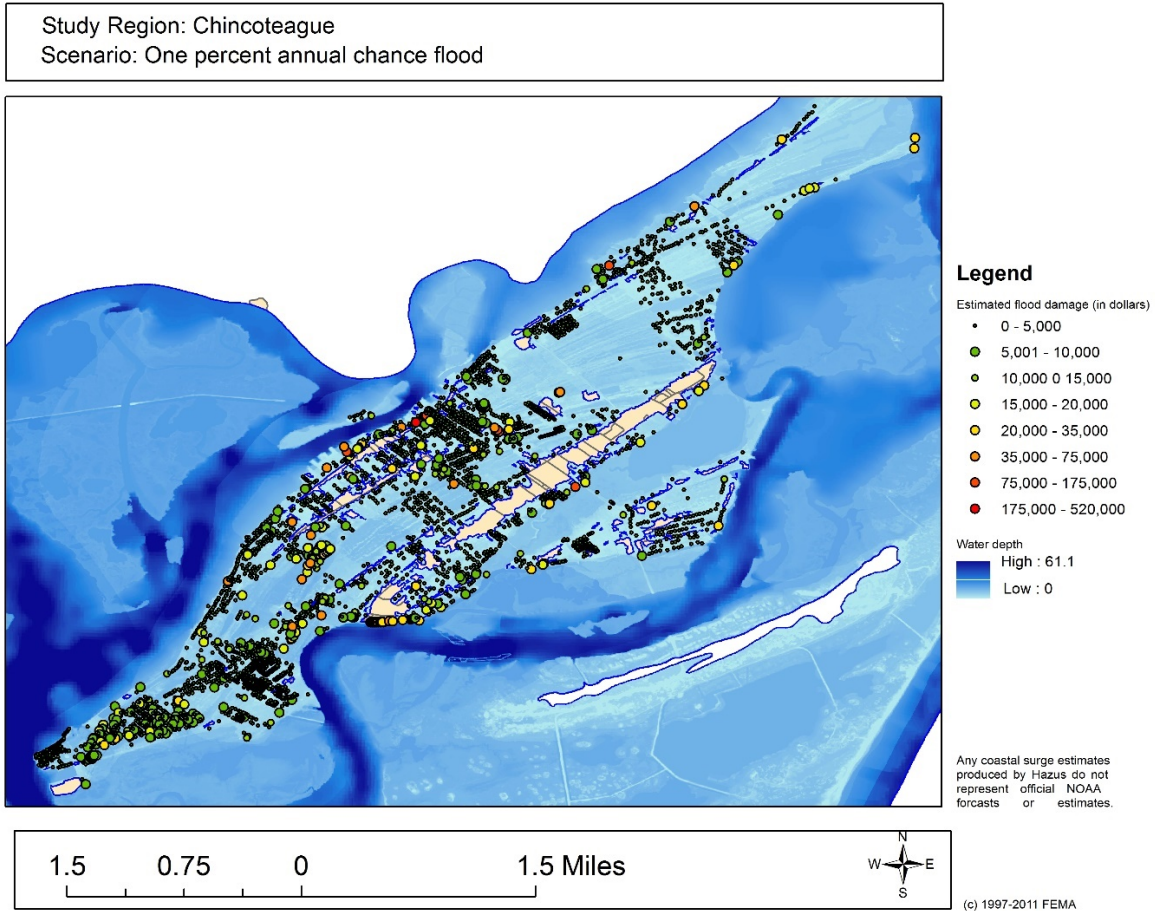 Study Region: Chincoteague
Scenario: One percent annual chance flood
Legend
Estimated flood damage (in dollars)
0 - 5,000
5,001 - 10,000
10,000 0 15,000
15,000 - 20,000
20,000 - 35,000
35,000 - 75,000
75,000 - 175,000
175,000 - 520,000
Water depth
High : 61.1
Low : 0
Any coastal surge estimates
produced by Hazus do not
represent official NOAA
forcasts or estimates.
1.5 0.75 0 1.5 Miles
N
W E
S
(c) 1997-2011 FEMA